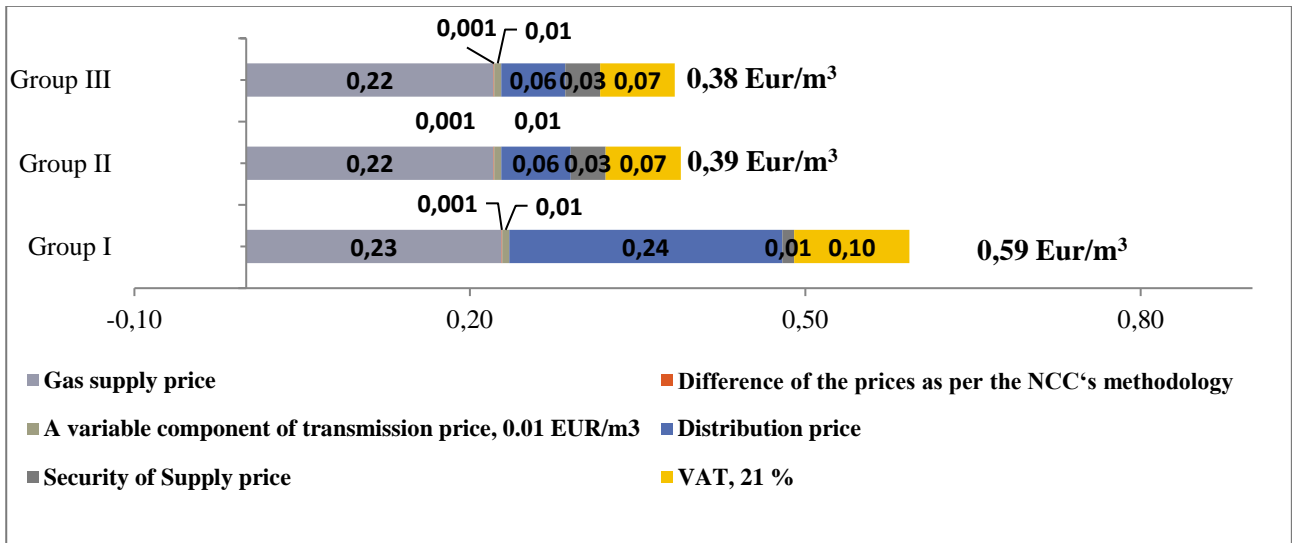 0,001 0,01
Group III 0,22 0,06 0,03 0,07 0,38 Eur/m³
0,001 0,01
Group II 0,22 0,06 0,03 0,07 0,39 Eur/m³
0,001 0,01
Group I 0,23 0,24 0,01 0,10 0,59 Eur/m³
-0,10 0,20 0,50 0,80
Gas supply price Difference of the prices as per the NCC‘s methodology
A variable component of transmission price, 0.01 EUR/m3 Distribution price
Security of Supply price VAT, 21 %